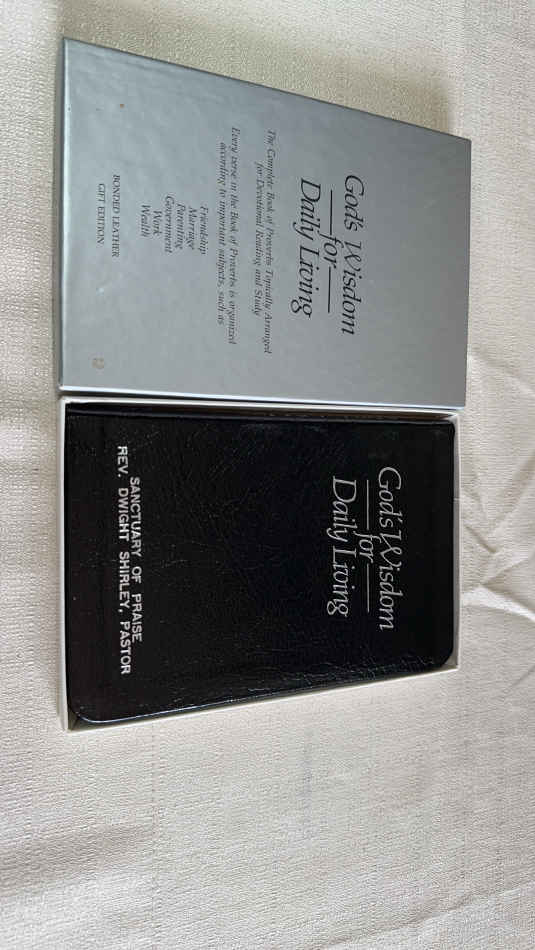 God's Wisdom
for
Daily Living
The Complete Book of Proverbs Topically Arranged
for Devotional Reading and Study
Every verse in the Book of Proverbs is organized
according to important subjects, such as
Friendship
Marriage
Parenting
Government
Work
Wealth
BONDED LEATHER
GIFT EDITION
God's Wisdom
for
Daily Living
SANCTUARY OF PRAISE
REV. DWIGHT SHIRLEY, PASTOR